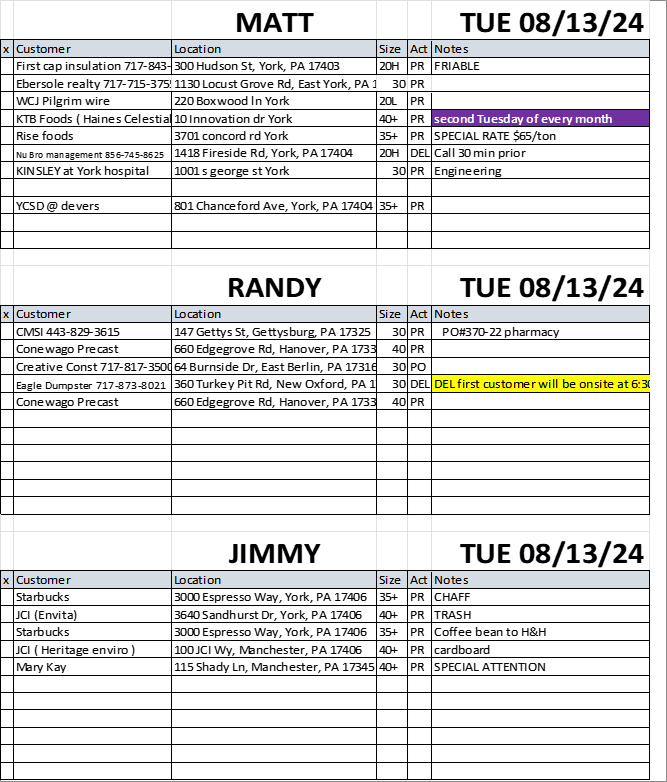 MATT TUE 08/13/24
x Customer Location Size Act Notes
First cap insulation 717-843- 300 Hudson St, York, PA 17403 20H PR FRIABLE
Ebersole realty 717-715-375 1130 Locust Grove Rd, East York, PA 1 30 PR
WCJ Pilgrim wire 220 Boxwood ln York 20L PR
KTB Foods ( Haines Celestial 10 Innovation dr York 40+ PR second Tuesday of every month
Rise foods 3701 concord rd York 35+ PR SPECIAL RATE $65/ton
Nu Bro management 856-745-8625 1418 Fireside Rd, York, PA 17404 20H DEL Call 30 min prior
KINSLEY at York hospital 1001 s george st York 30 PR Engineering
YCSD @ devers 801 Chanceford Ave, York, PA 17404 35+ PR
RANDY TUE 08/13/24
x Customer Location Size Act Notes
CMSI 443-829-3615 147 Gettys St, Gettysburg, PA 17325 30 PR PO#370-22 pharmacy
Conewago Precast 660 Edgegrove Rd, Hanover, PA 1733 40 PR
Creative Const 717-817-3500 64 Burnside Dr, East Berlin, PA 17316 30 PO
Eagle Dumpster 717-873-8021 360 Turkey Pit Rd, New Oxford, PA 1 30 DEL DEL first customer will be onsite at 6:30
Conewago Precast 660 Edgegrove Rd, Hanover, PA 1733 40 PR
JIMMY TUE 08/13/24
x Customer Location Size Act Notes
Starbucks 3000 Espresso Way, York, PA 17406 35+ PR CHAFF
JCI (Envita) 3640 Sandhurst Dr, York, PA 17406 40+ PR TRASH
Starbucks 3000 Espresso Way, York, PA 17406 35+ PR Coffee bean to H&H
JCI ( Heritage enviro ) 100 JCI Wy, Manchester, PA 17406 40+ PR cardboard
Mary Kay 115 Shady Ln, Manchester, PA 17345 40+ PR SPECIAL ATTENTION